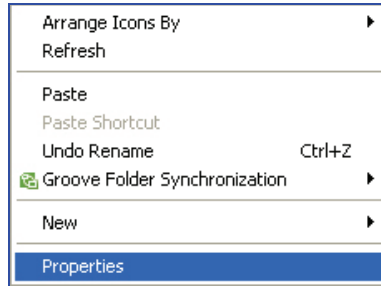 Arrange Icons By
Refresh
Paste
Paste Shortcut
Undo Rename Ctrl+Z
Groove Folder Synchronization
New
Properties